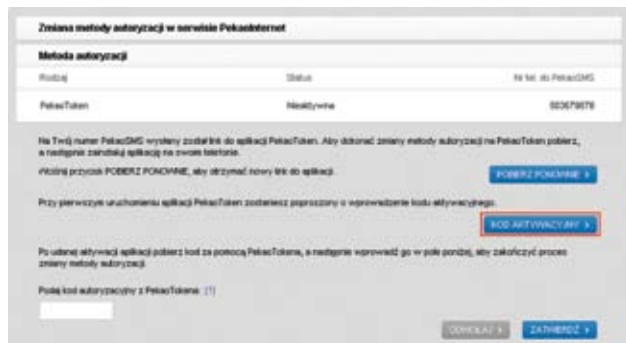 Zmiana metody autoryzacji w serwisie PekaoInternet
Metoda autoryzacji
Rodzaj Status Nr tel. do PekaoSMS
PekaoToken Nieaktywna 603679878
Na Twój numer PekaoSMS wysłany został link do aplikacji PekaoToken. Aby dokonać zmiany metody autoryzacji na PekaoToken pobierz,
a następnie zainstaluj aplikację na swoim telefonie.
Wciśnij przycisk POBIERZ PONOWNIE, aby otrzymać nowy link do aplikacji.
POBIERZ PONOWNIE
Przy pierwszym uruchomieniu aplikacji PekaoToken zostaniesz poproszony o wprowadzenie kodu aktywacyjnego.
KOD AKTYWACYJNY
Po udanej aktywacji aplikacji pobierz kod za pomocą PekaoTokena, a następnie wprowadź go w pole poniżej, aby zakończyć proces
zmiany metody autoryzacji.
Podaj kod autoryzacyjny z PekaoTokena: [?]
ODWOŁAJ ZATWIERDŹ